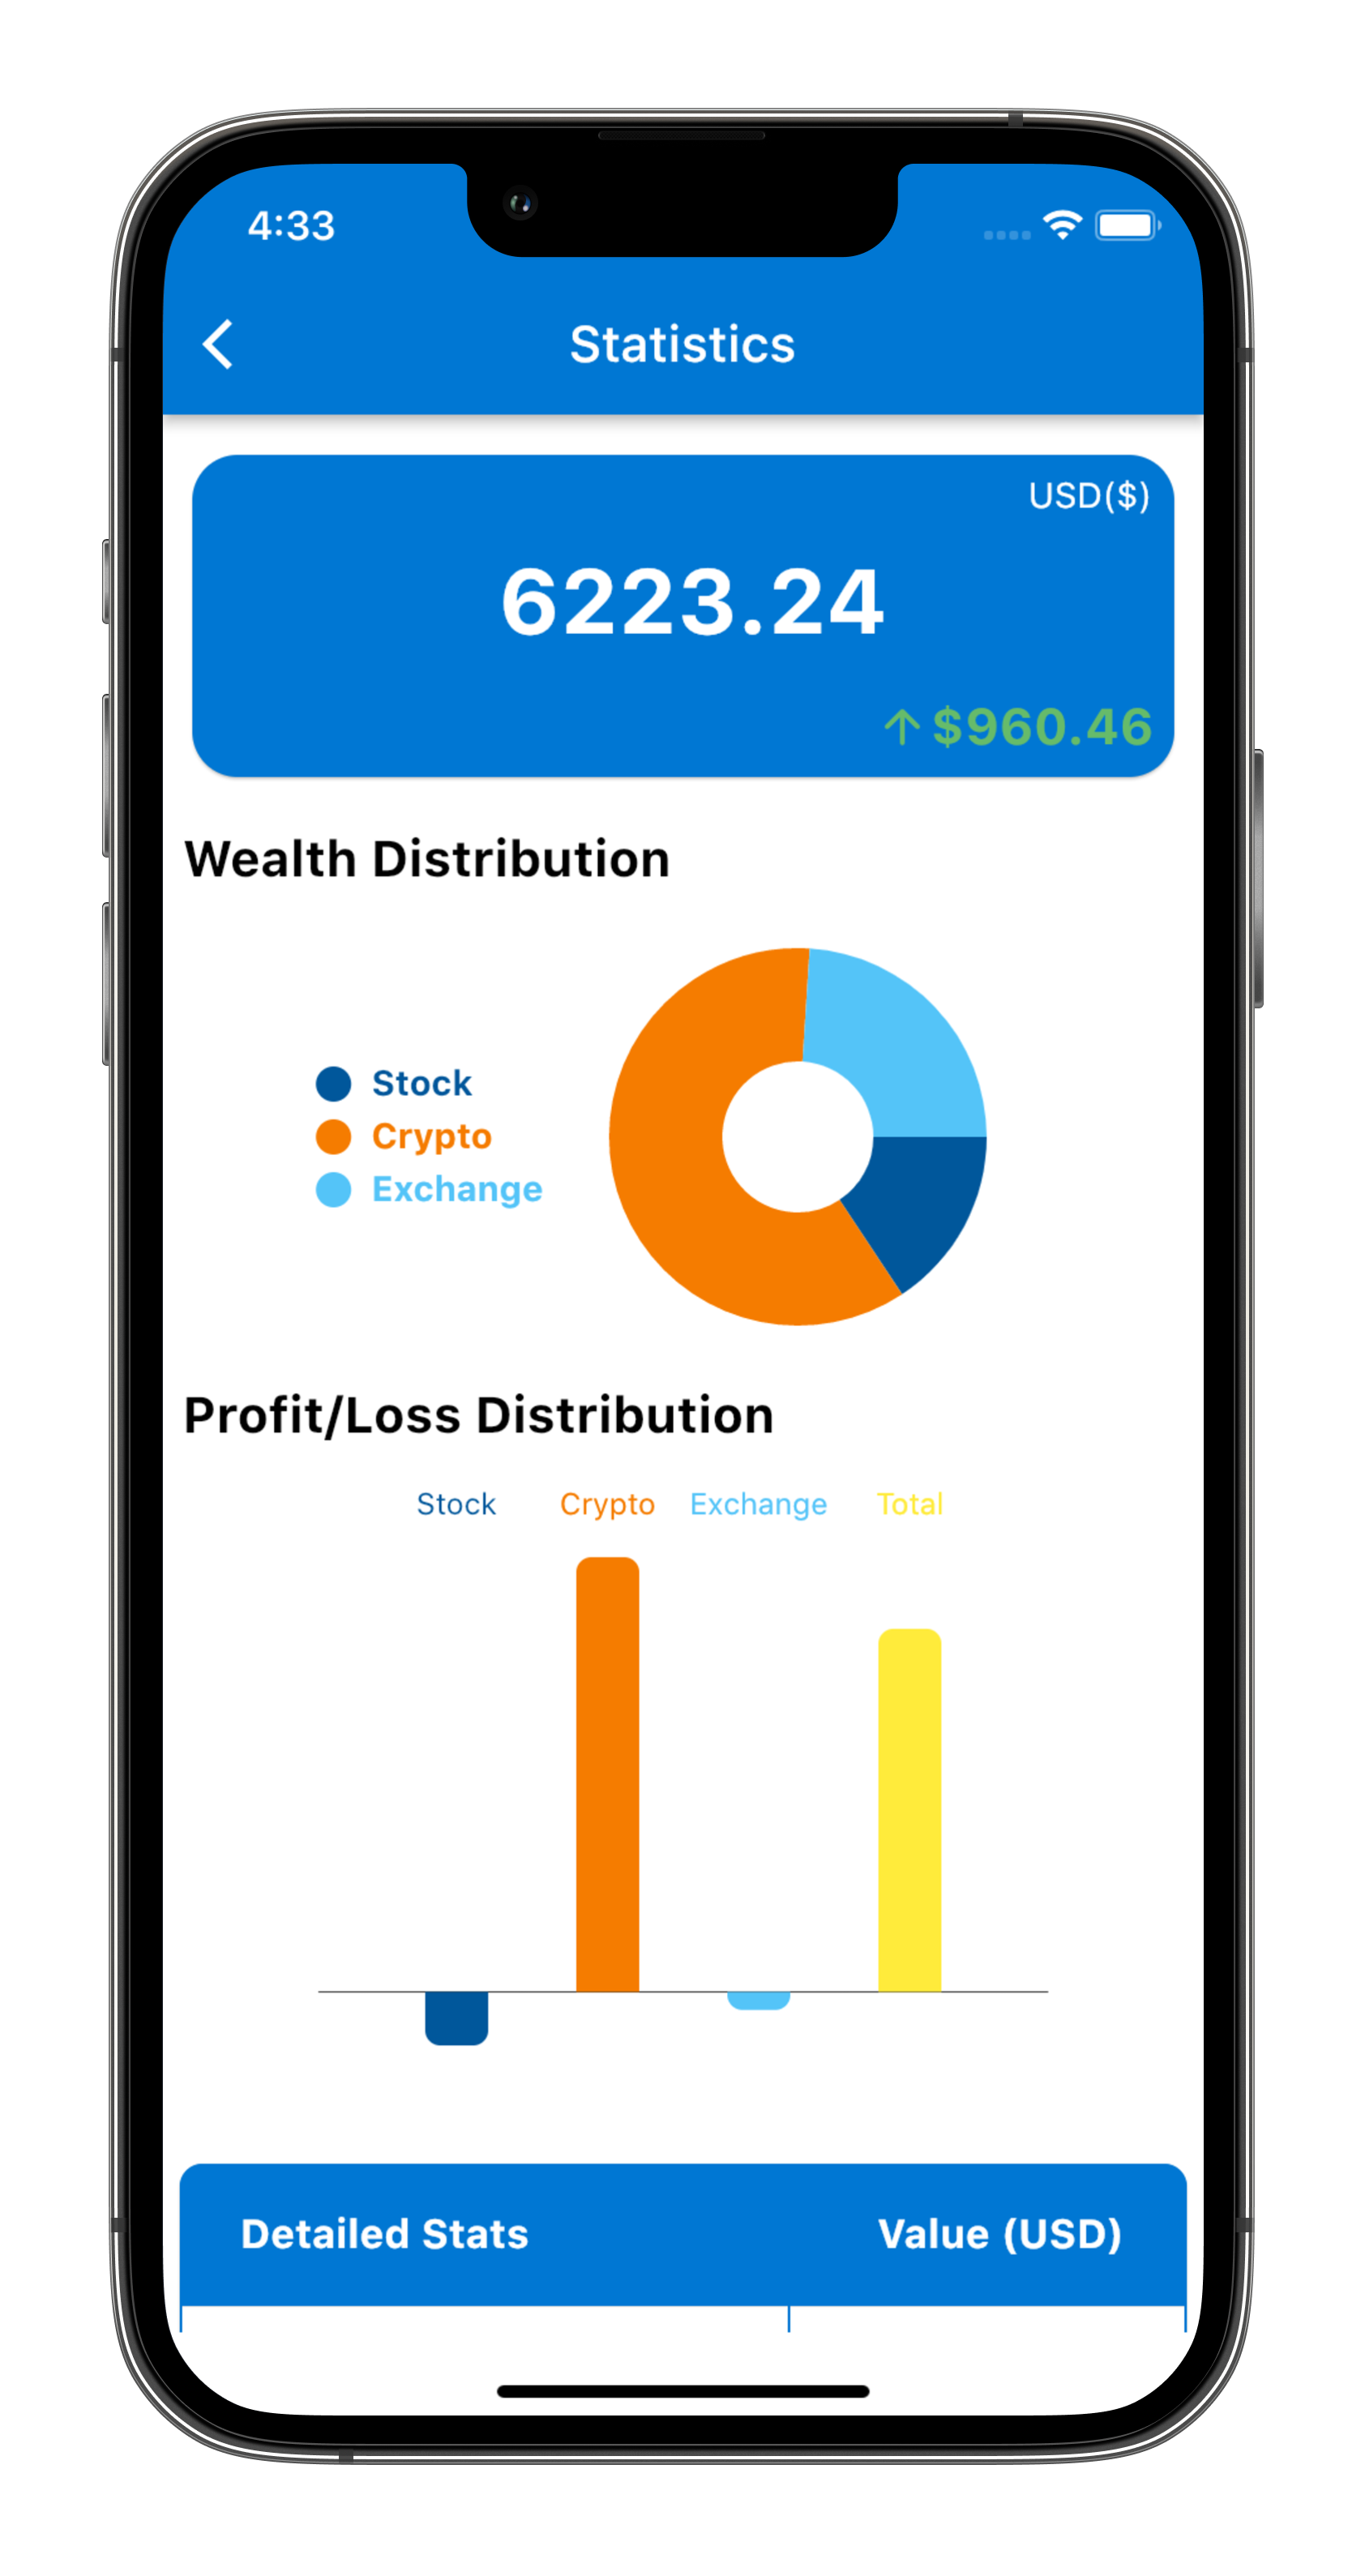 4:33
Statistics
USD($)
6223.24
↑ $960.46
Wealth Distribution
Stock
Crypto
Exchange
Profit/Loss Distribution
Stock Crypto Exchange Total
Detailed Stats Value (USD)